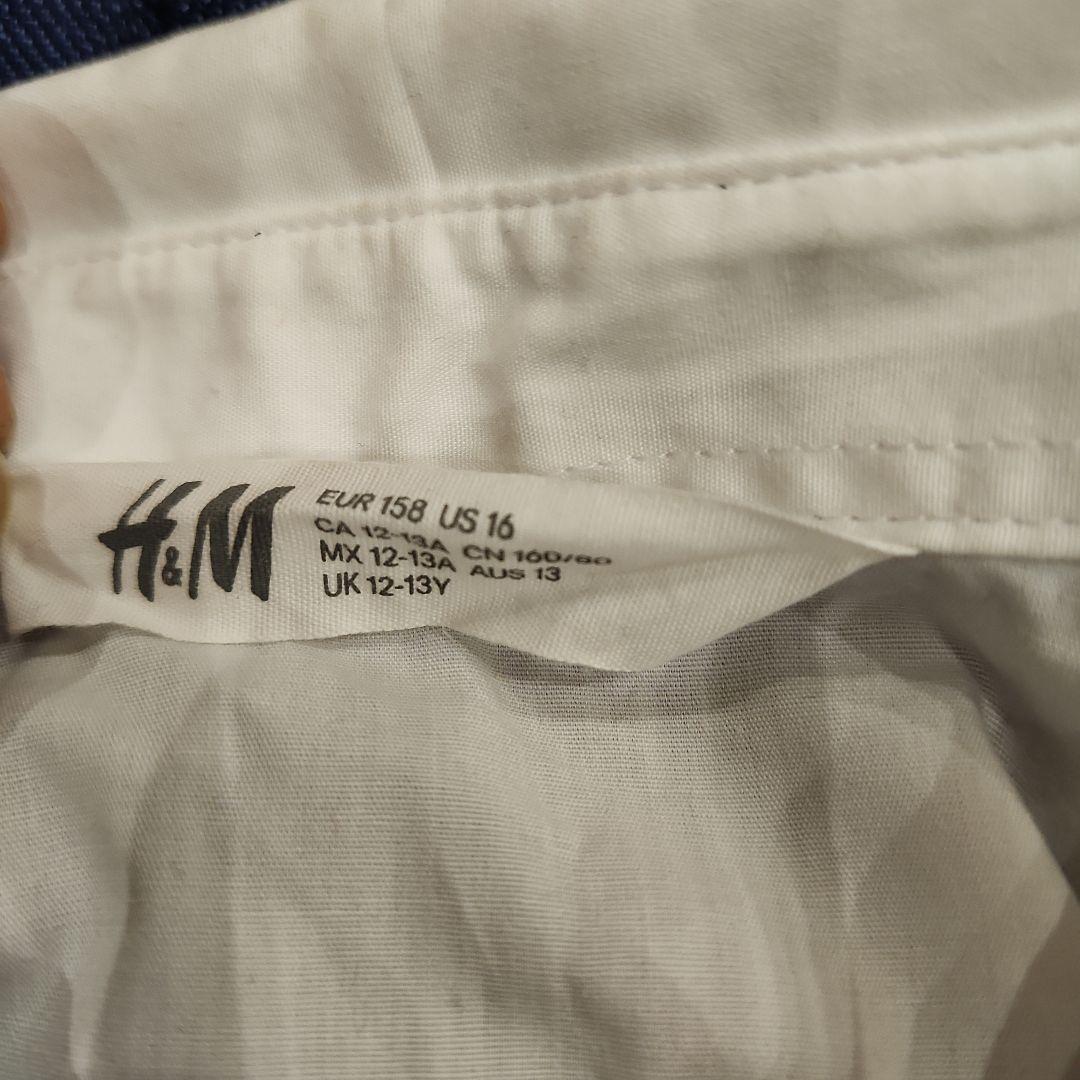 H&M
EUR 158 US 16
CA 12-13A CN 160/80
MX 12-13A AUS 13
UK 12-13Y